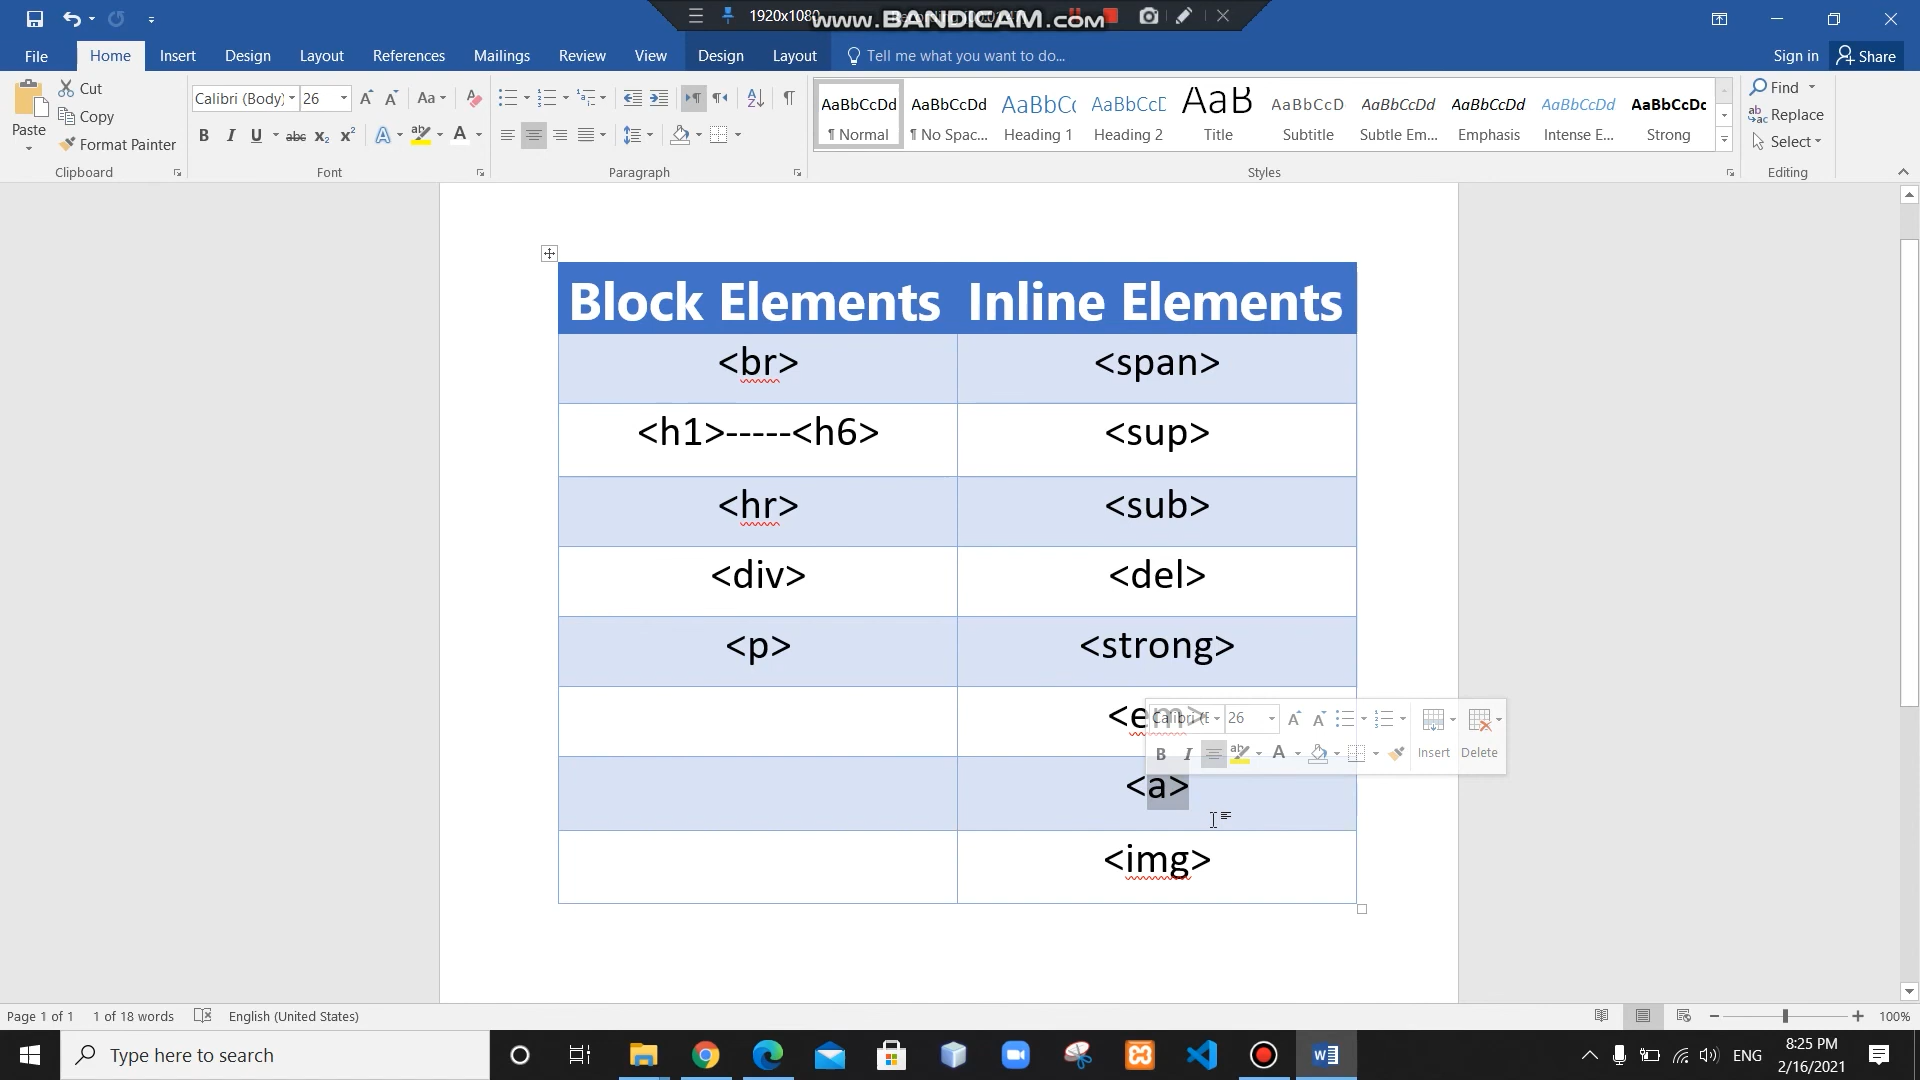 1920x1080
www.BANDICAM.com
File Home Insert Design Layout References Mailings Review View Design Layout Tell me what you want to do... Sign in Share
Paste
Cut
Copy
Format Painter
Clipboard
Calibri (Body) 26
Aa
Font
Paragraph
AaBbCcDd AaBbCcDd AaBbCc AaBbCcD AaB AaBbCcD AaBbCcDd AaBbCcDd AaBbCcDd AaBbCcDc
¶ Normal ¶ No Spac... Heading 1 Heading 2 Title Subtitle Subtle Em... Emphasis Intense E... Strong
Styles
Find
Replace
Select
Editing
Block Elements Inline Elements
<br> <span>
<h1>-----<h6> <sup>
<hr> <sub>
<div> <del>
<p> <strong>
<em>
Calibri (E 26
Insert Delete
<a>
<img>
Page 1 of 1 1 of 18 words English (United States) 100%
Type here to search
ENG
8:25 PM
2/16/2021